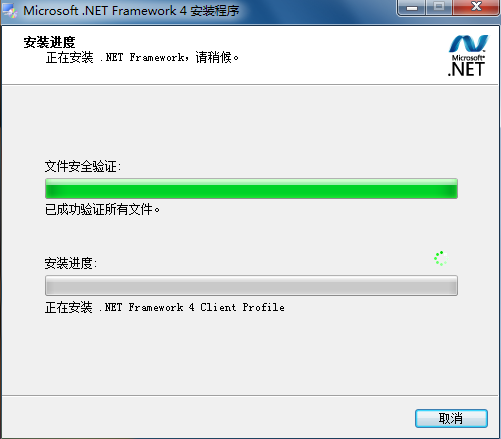 Microsoft .NET Framework 4 安装程序
安装进度
正在安装 .NET Framework，请稍候。
Microsoft®
.NET
文件安全验证:
已成功验证所有文件。
安装进度:
正在安装 .NET Framework 4 Client Profile
取消